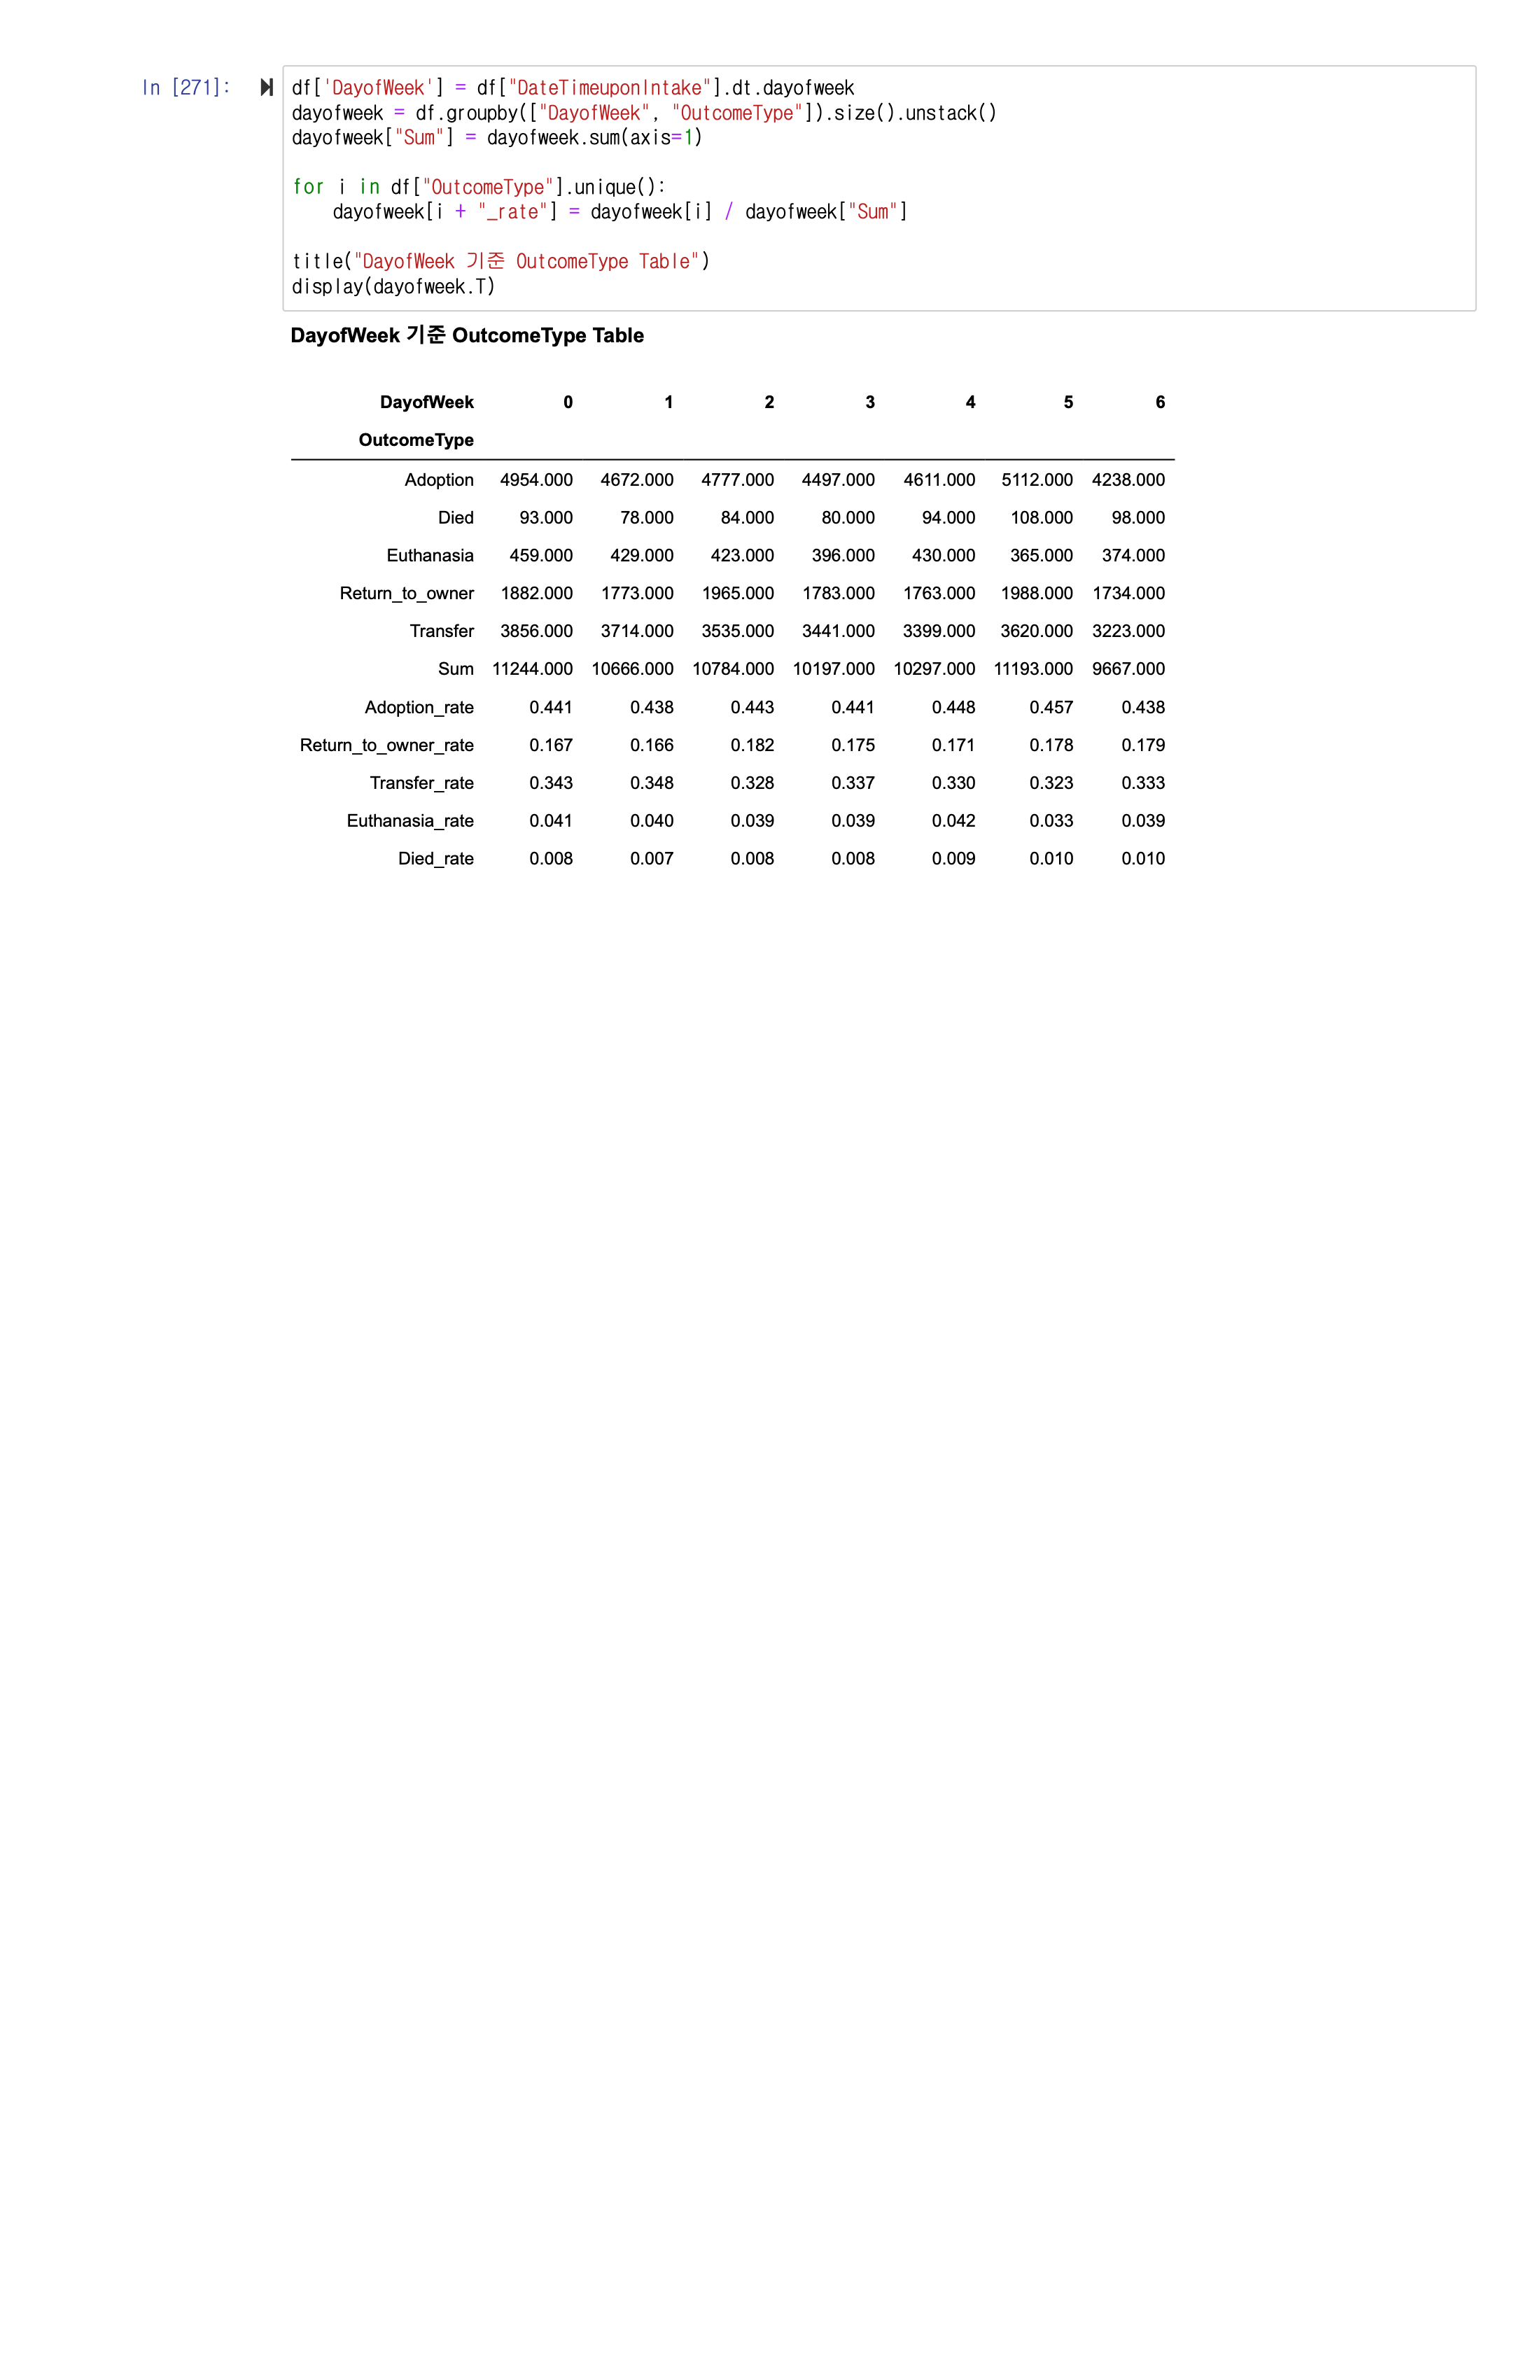 In [271]:
df['DayofWeek'] = df["DateTimeuponIntake"].dt.dayofweek
dayofweek = df.groupby(["DayofWeek", "OutcomeType"]).size().unstack()
dayofweek["Sum"] = dayofweek.sum(axis=1)
for i in df["OutcomeType"].unique():
    dayofweek[i + "_rate"] = dayofweek[i] / dayofweek["Sum"]
title("DayofWeek 기준 OutcomeType Table")
display(dayofweek.T)
DayofWeek 기준 OutcomeType Table
DayofWeek 0 1 2 3 4 5 6
OutcomeType
Adoption 4954.000 4672.000 4777.000 4497.000 4611.000 5112.000 4238.000
Died 93.000 78.000 84.000 80.000 94.000 108.000 98.000
Euthanasia 459.000 429.000 423.000 396.000 430.000 365.000 374.000
Return_to_owner 1882.000 1773.000 1965.000 1783.000 1763.000 1988.000 1734.000
Transfer 3856.000 3714.000 3535.000 3441.000 3399.000 3620.000 3223.000
Sum 11244.000 10666.000 10784.000 10197.000 10297.000 11193.000 9667.000
Adoption_rate 0.441 0.438 0.443 0.441 0.448 0.457 0.438
Return_to_owner_rate 0.167 0.166 0.182 0.175 0.171 0.178 0.179
Transfer_rate 0.343 0.348 0.328 0.337 0.330 0.323 0.333
Euthanasia_rate 0.041 0.040 0.039 0.039 0.042 0.033 0.039
Died_rate 0.008 0.007 0.008 0.008 0.009 0.010 0.010